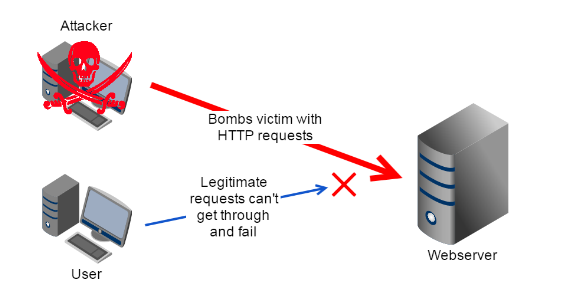 Attacker
Bombs victim with
HTTP requests
Legitimate
requests can't
get through
and fail
User
Webserver